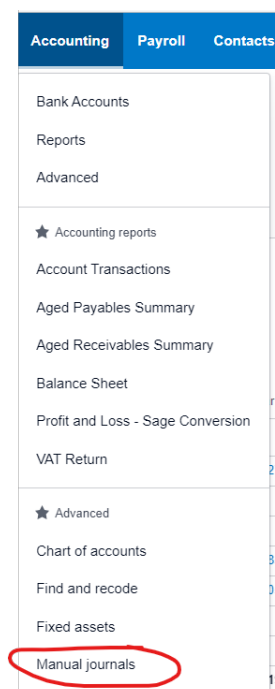 Accounting Payroll Contacts
Bank Accounts
Reports
Advanced
Accounting reports
Account Transactions
Aged Payables Summary
Aged Receivables Summary
Balance Sheet
Profit and Loss - Sage Conversion
VAT Return
Advanced
Chart of accounts
Find and recode
Fixed assets
Manual journals